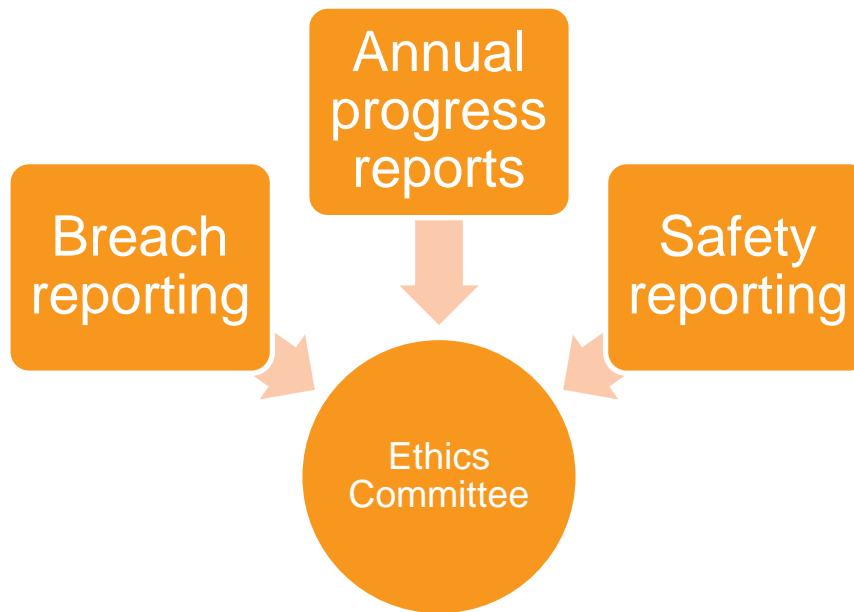 Annual
progress
reports
Breach
reporting
Safety
reporting
Ethics
Committee